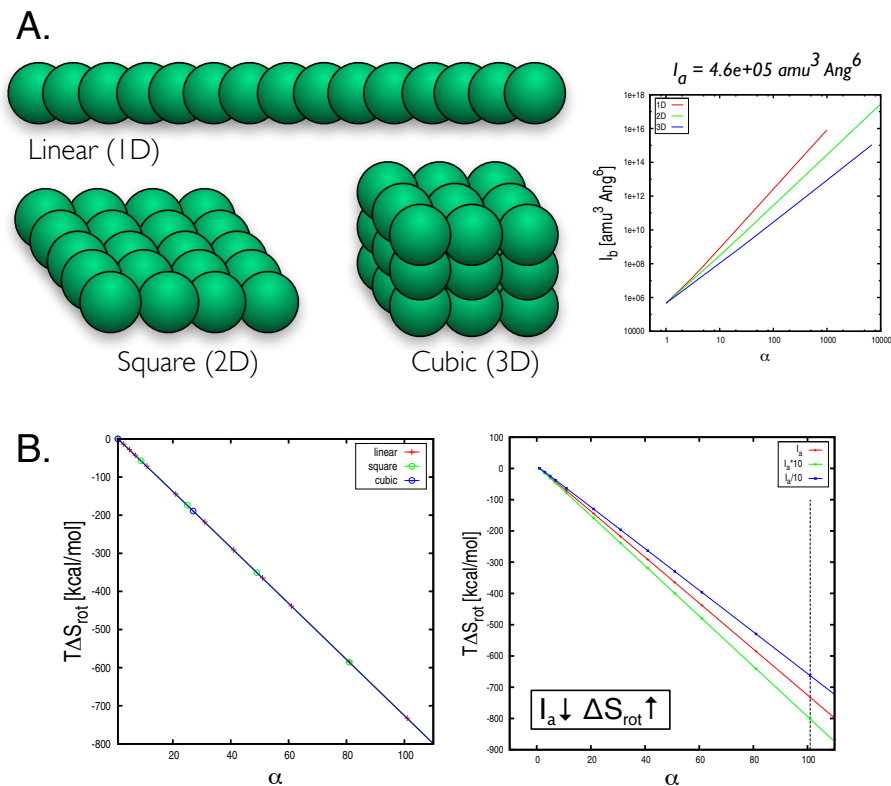 A.
Linear (1D)
Square (2D)
Cubic (3D)
I_a = 4.6e+05 amu^3 Ang^6
1D
2D
3D
1e+18
1e+16
1e+14
1e+12
1e+10
1e+08
1e+06
10000
I_b [amu^3 Ang^6]
1 10 100 1000 10000
α
B.
linear
square
cubic
0
-100
-200
-300
-400
-500
-600
-700
-800
TΔS_rot [kcal/mol]
20 40 60 80 100
α
I_a
I_a*10
I_a/10
100
0
-100
-200
-300
-400
-500
-600
-700
-800
-900
TΔS_rot [kcal/mol]
I_a↓ ΔS_rot↑
0 20 40 60 80 100
α